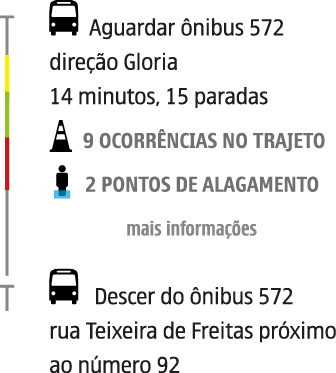 Aguardar ônibus 572
direção Gloria
14 minutos, 15 paradas
9 OCORRÊNCIAS NO TRAJETO
2 PONTOS DE ALAGAMENTO
mais informações
Descer do ônibus 572
rua Teixeira de Freitas próximo
ao número 92